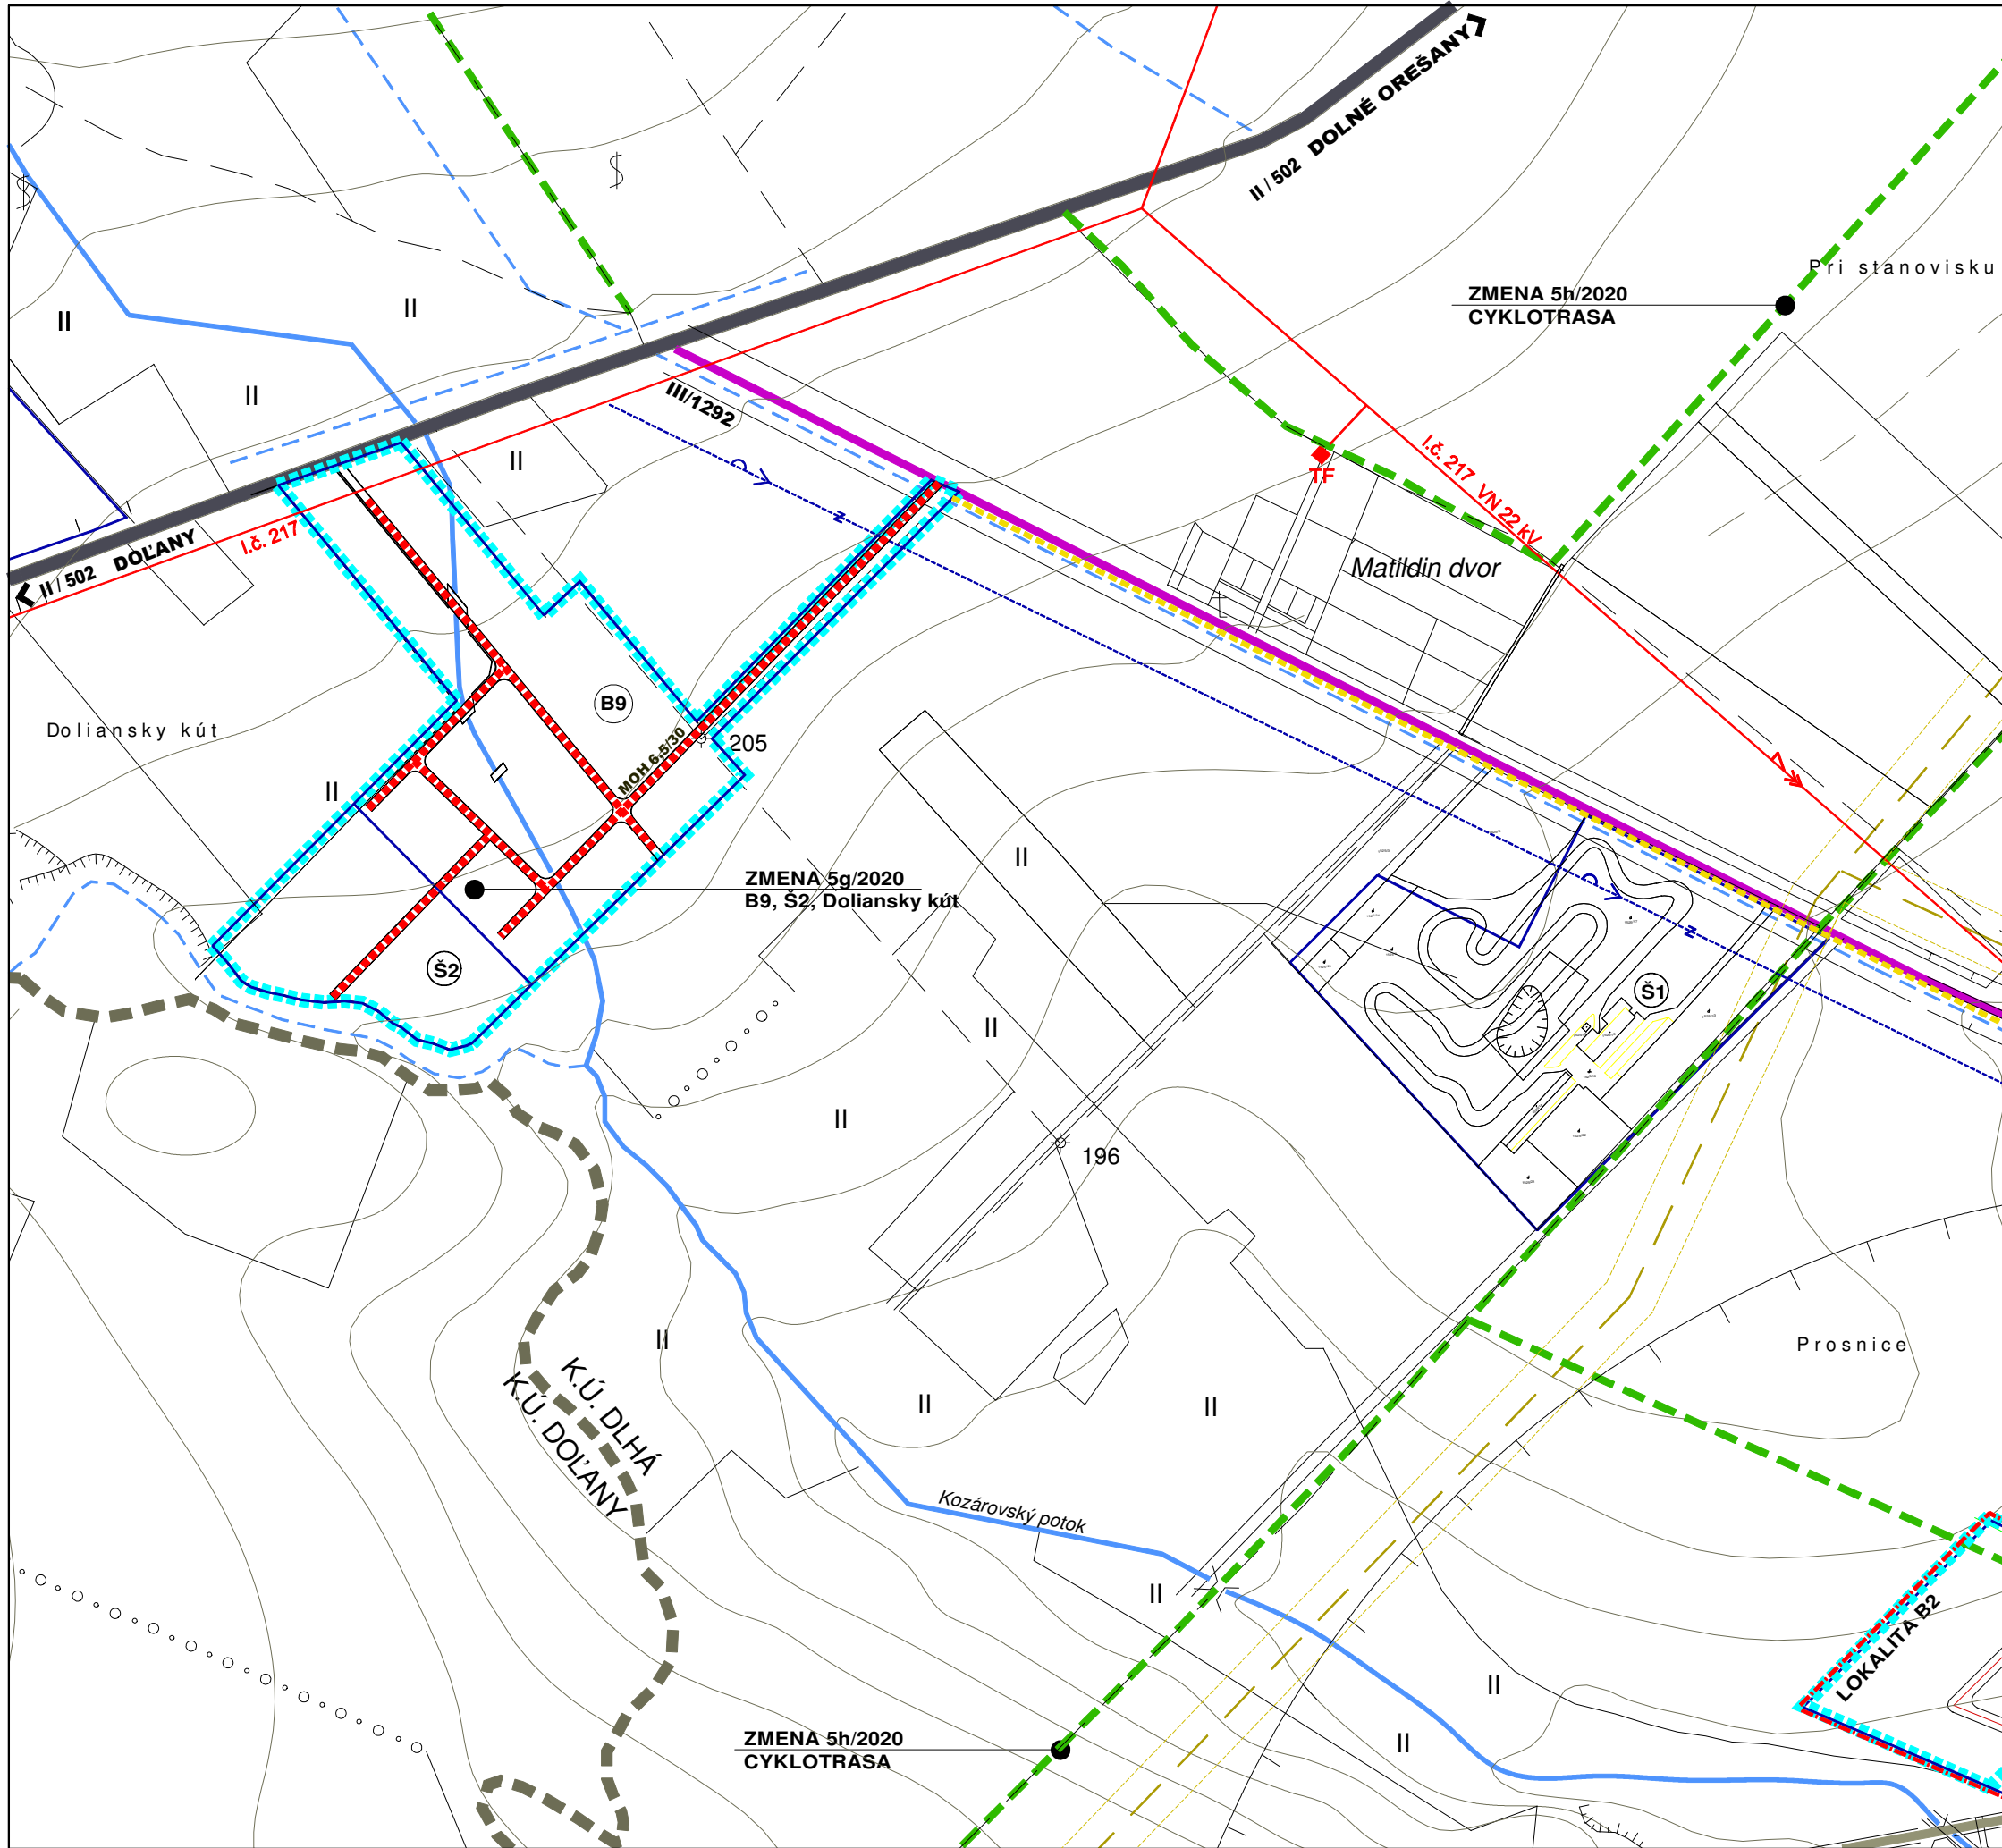 II / 502 DOLNÉ OREŠANY
Pri stanovisku
ZMENA 5h/2020
CYKLOTRASA
II
II
II
III/1292
II
l.č. 217 VN 22 kV
TF
l.č. 217
II / 502 DOĽANY
Matildin dvor
N
B9
Doliansky kút
205
MOH 6,5/30
II
II
ZMENA 5g/2020
B9, Š2, Doliansky kút
N
Š2
Š1
II
II
196
Prosnice
II
K.Ú. DLHÁ
K.Ú. DOĽANY
II
II
Kozárovský potok
II
LOKALITA B2
II
ZMENA 5h/2020
CYKLOTRASA
II